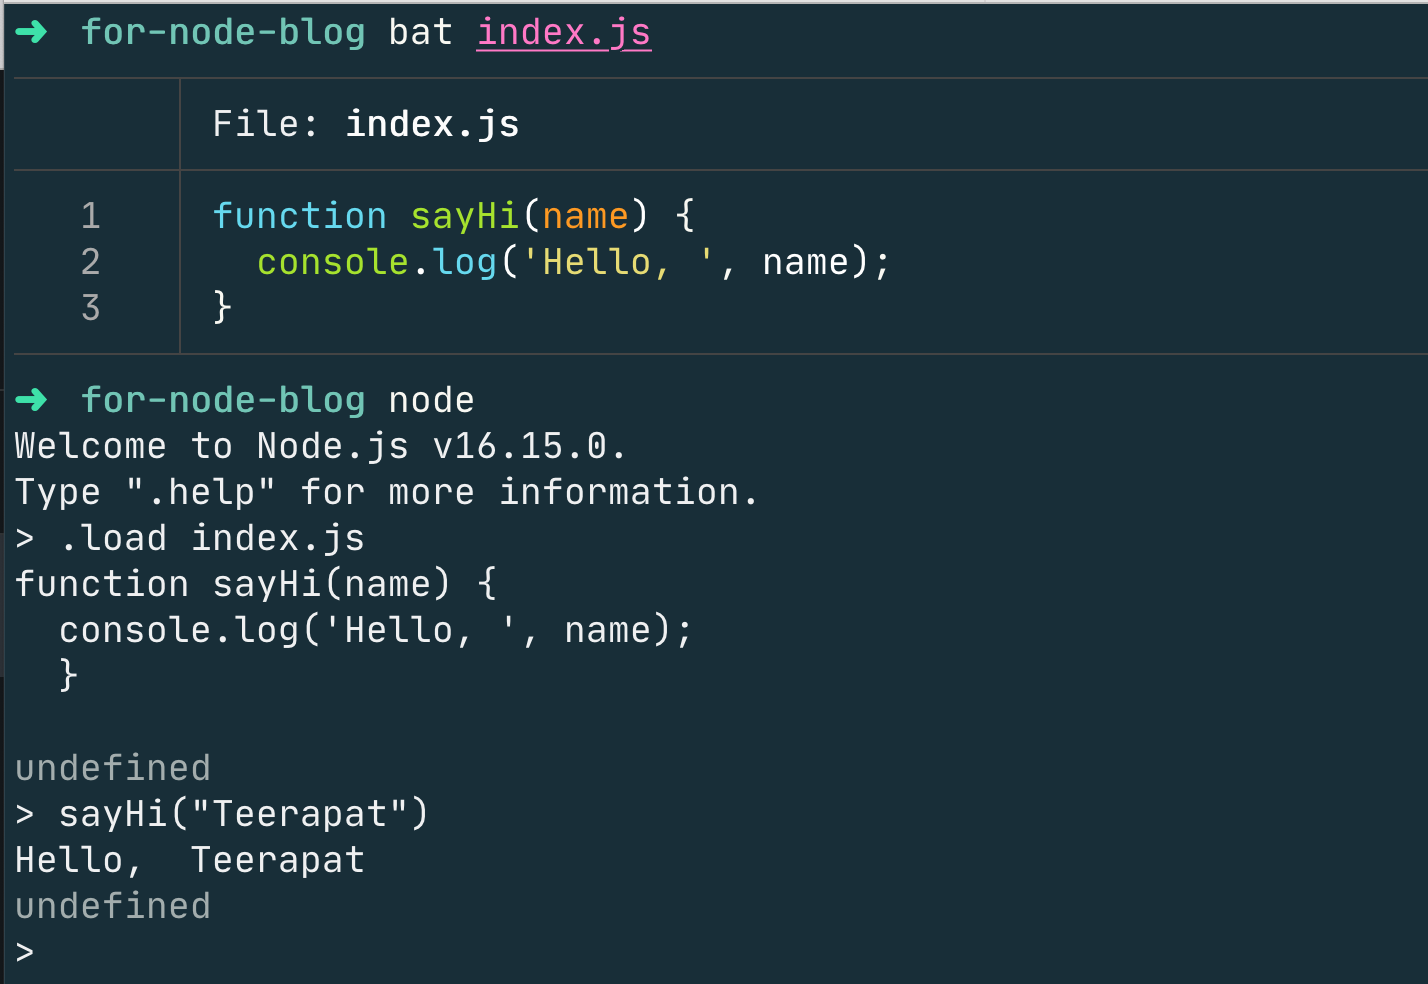 ➜  for-node-blog bat index.js
File: index.js
1 function sayHi(name) {
2   console.log('Hello, ', name);
3 }
➜  for-node-blog node
Welcome to Node.js v16.15.0.
Type ".help" for more information.
> .load index.js
function sayHi(name) {
  console.log('Hello, ', name);
  }
undefined
> sayHi("Teerapat")
Hello,  Teerapat
undefined
>